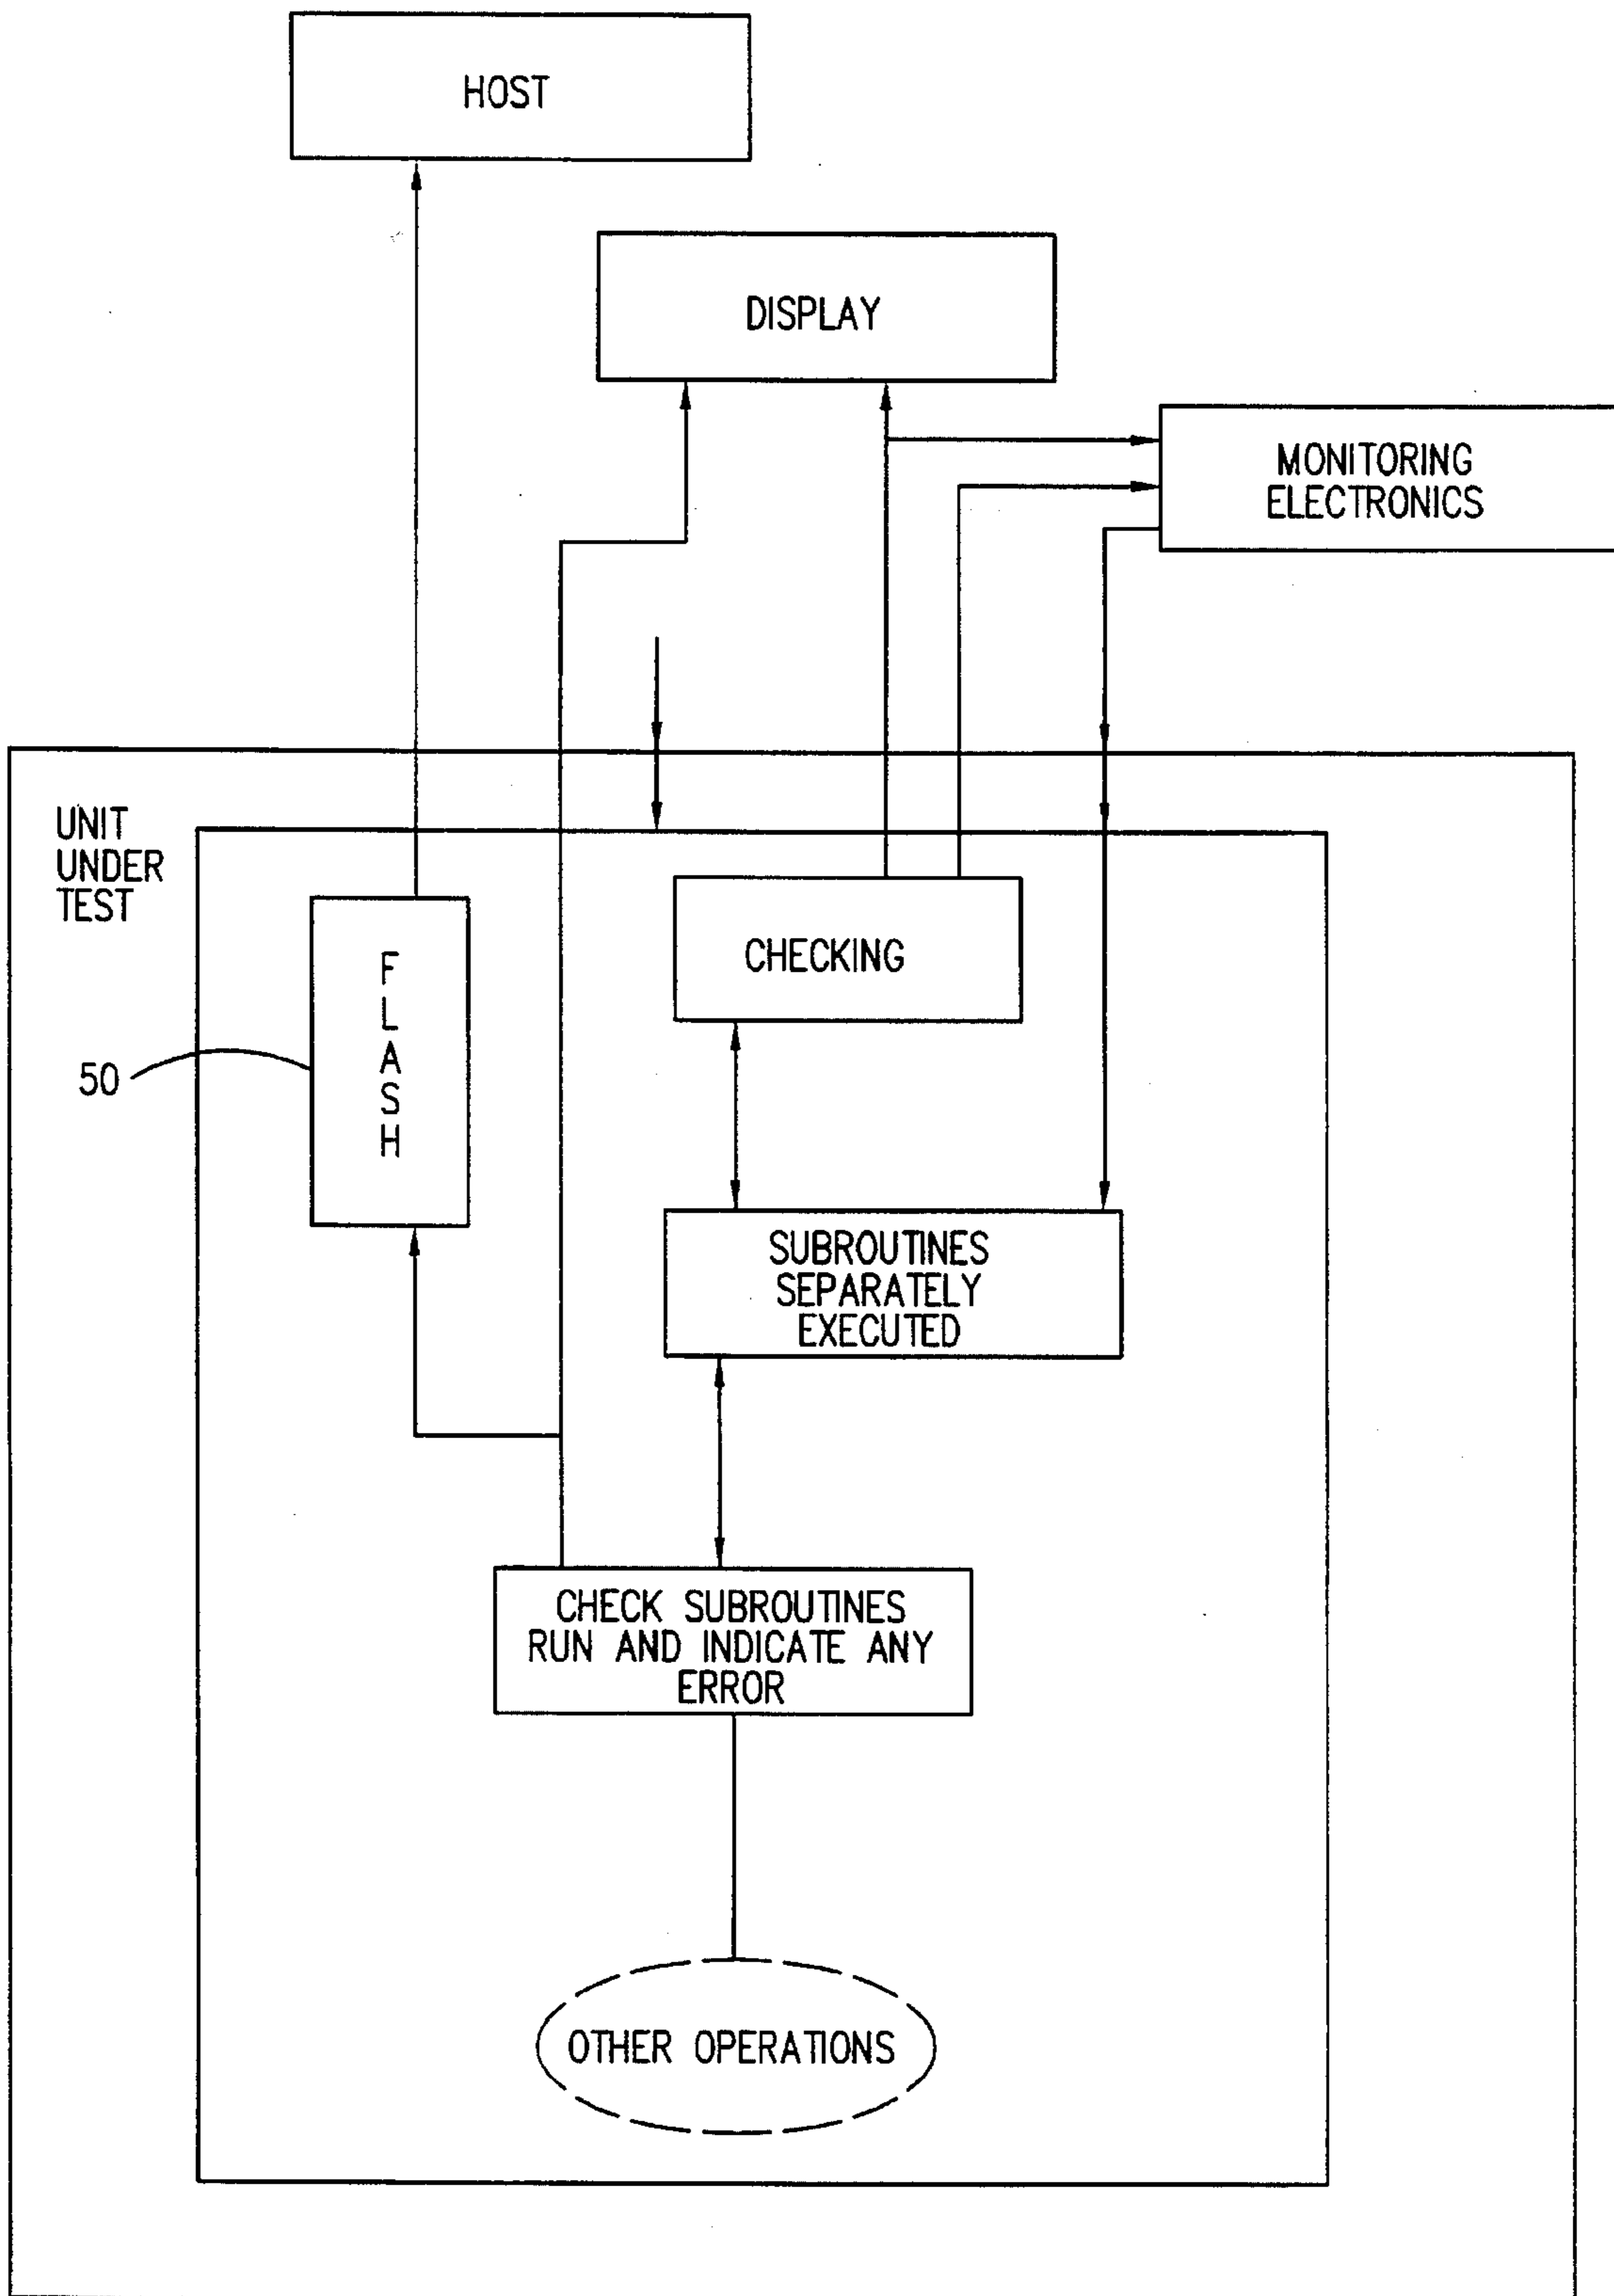 HOST
DISPLAY
MONITORING
ELECTRONICS
UNIT
UNDER
TEST
FLASH
CHECKING
50
SUBROUTINES
SEPARATELY
EXECUTED
CHECK SUBROUTINES
RUN AND INDICATE ANY
ERROR
OTHER OPERATIONS